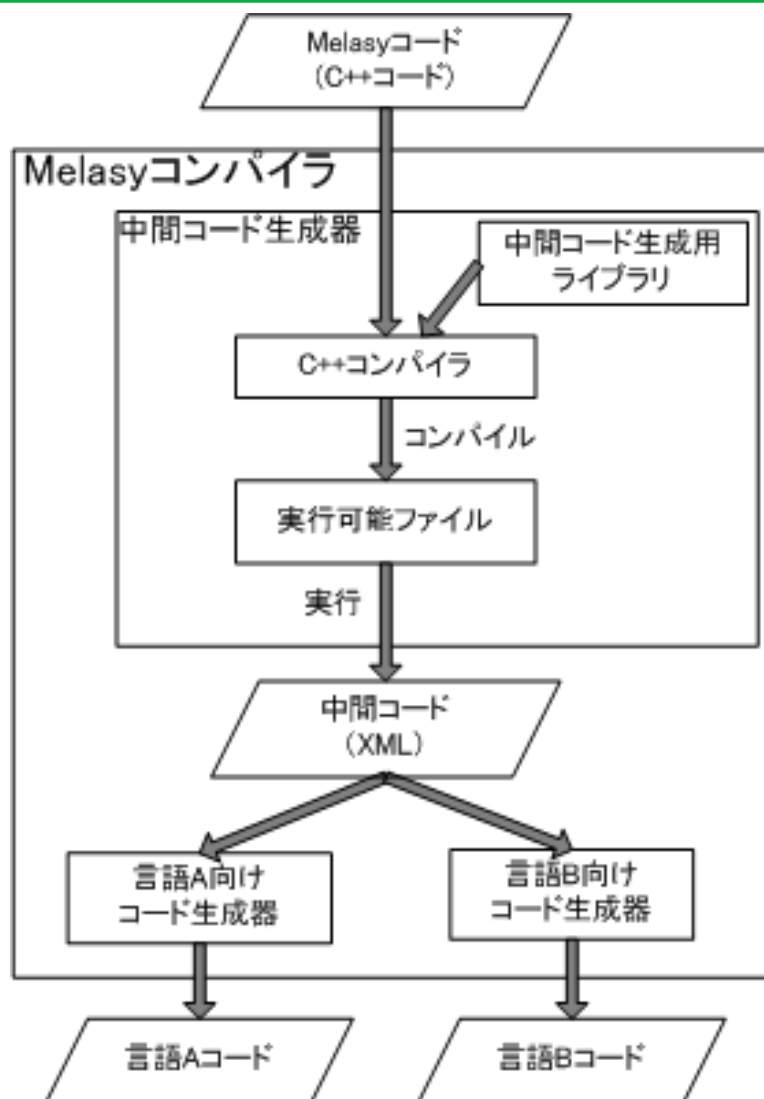 Melasyコード
(C++コード)
Melasyコンパイラ
中間コード生成器
中間コード生成用
ライブラリ
C++コンパイラ
コンパイル
実行可能ファイル
実行
中間コード
(XML)
言語A向け
コード生成器
言語B向け
コード生成器
言語Aコード
言語Bコード